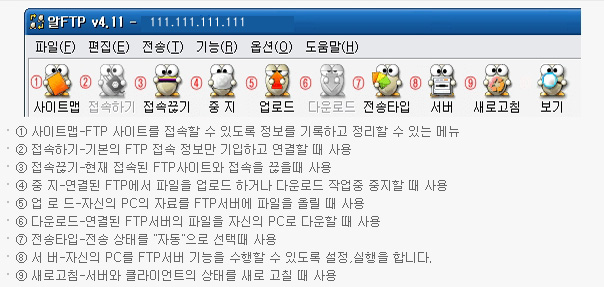 알FTP v4.11 - 111.111.111.111
파일(F) 편집(E) 전송(T) 기능(R) 옵션(O) 도움말(H)
① ② ③ ④ ⑤ ⑥ ⑦ ⑧ ⑨
사이트맵 접속하기 접속끊기 중 지 업로드 다운로드 전송타입 서버 새로고침 보기
· ① 사이트맵-FTP 사이트를 접속할 수 있도록 정보를 기록하고 정리할 수 있는 메뉴
· ② 접속하기-기본의 FTP 접속 정보만 기입하고 연결할때 사용
· ③ 접속끊기-현재 접속된 FTP사이트와 접속을 끊을때 사용
· ④ 중 지-연결된 FTP에서 파일을 업로드 하거나 다운로드 작업중 중지할 때 사용
· ⑤ 업 로 드-자신의 PC의 자료를 FTP서버에 파일을 올릴 때 사용
· ⑥ 다운로드-연결된 FTP서버의 파일을 자신의 PC로 다운할 때 사용
· ⑦ 전송타입-전송 상태를 "자동"으로 선택때 사용
· ⑧ 서 버-자신의 PC를 FTP서버 기능을 수행할 수 있도록 설정,실행을 합니다.
· ⑨ 새로고침-서버와 클라이언트의 상태를 새로 고칠 때 사용